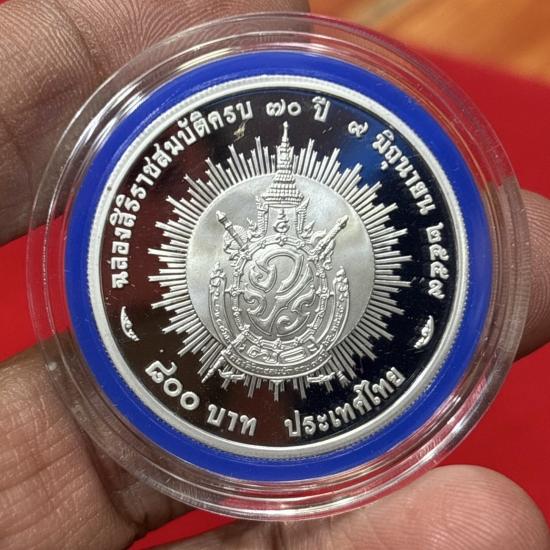 ฉลองสิริราชสมบัติครบ ๗๐ ปี ๙ มิถุนายน ๒๕๕๙
๘๐๐ บาท ประเทศไทย